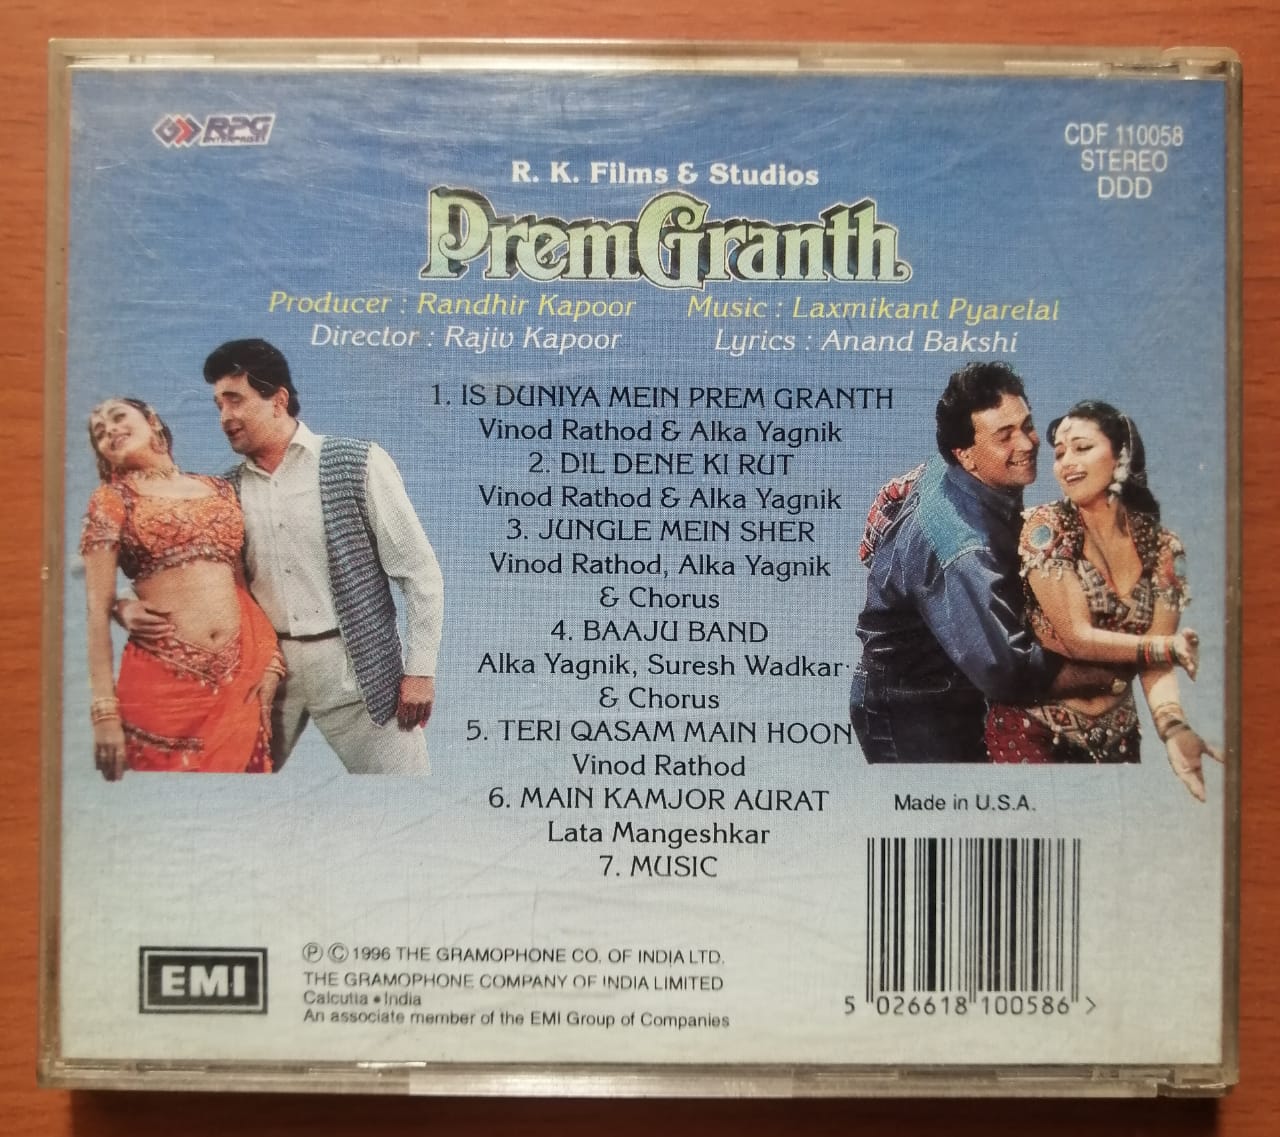 RPG
ENTERPRISES
CDF 110058
STEREO
DDD
R. K. Films & Studios
PremGranth
Producer : Randhir Kapoor Music : Laxmikant Pyarelal
Director : Rajiv Kapoor Lyrics : Anand Bakshi
1. IS DUNIYA MEIN PREM GRANTH
Vinod Rathod & Alka Yagnik
2. DIL DENE KI RUT
Vinod Rathod & Alka Yagnik
3. JUNGLE MEIN SHER
Vinod Rathod, Alka Yagnik
& Chorus
4. BAAJU BAND
Alka Yagnik, Suresh Wadkar
& Chorus
5. TERI QASAM MAIN HOON
Vinod Rathod
6. MAIN KAMJOR AURAT
Lata Mangeshkar
7. MUSIC
Made in U.S.A.
5 026618 100586 >
EMI
Ⓟ Ⓒ 1996 THE GRAMOPHONE CO. OF INDIA LTD.
THE GRAMOPHONE COMPANY OF INDIA LIMITED
Calcutta • India
An associate member of the EMI Group of Companies